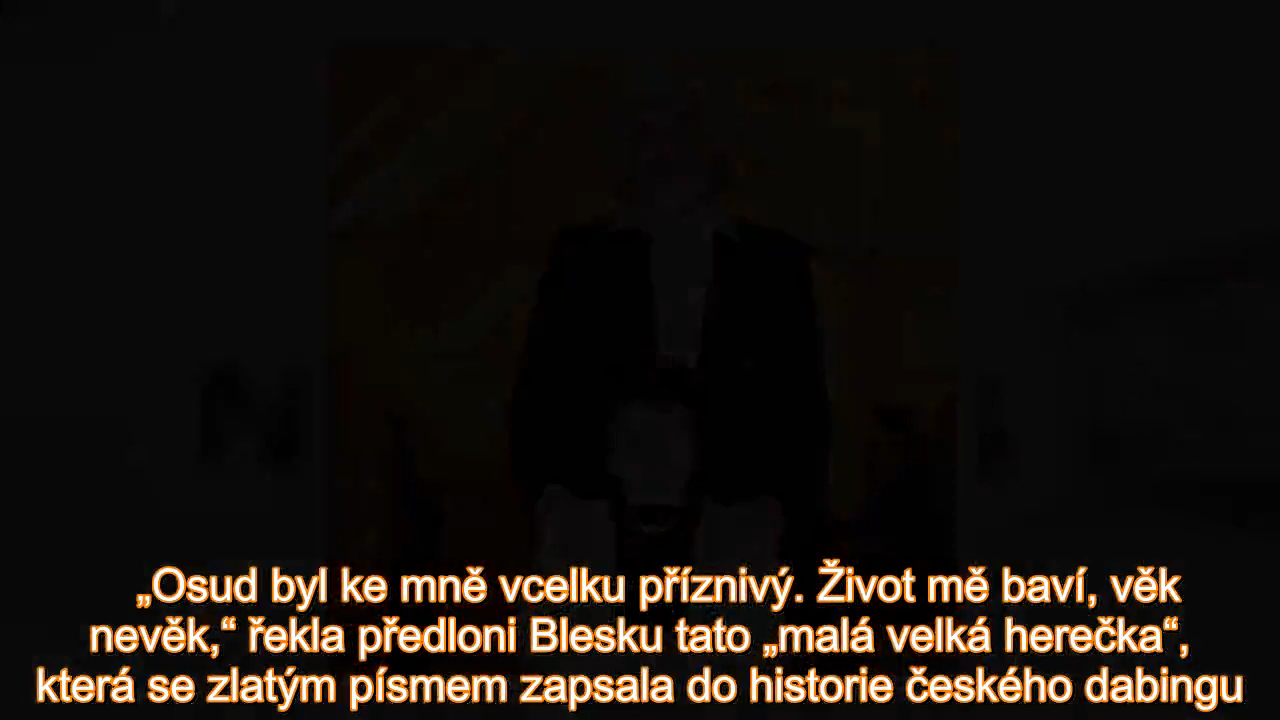 „Osud byl ke mně vcelku příznivý. Život mě baví, věk
nevěk,“ řekla předloni Blesku tato „malá velká herečka“,
která se zlatým písmem zapsala do historie českého dabingu